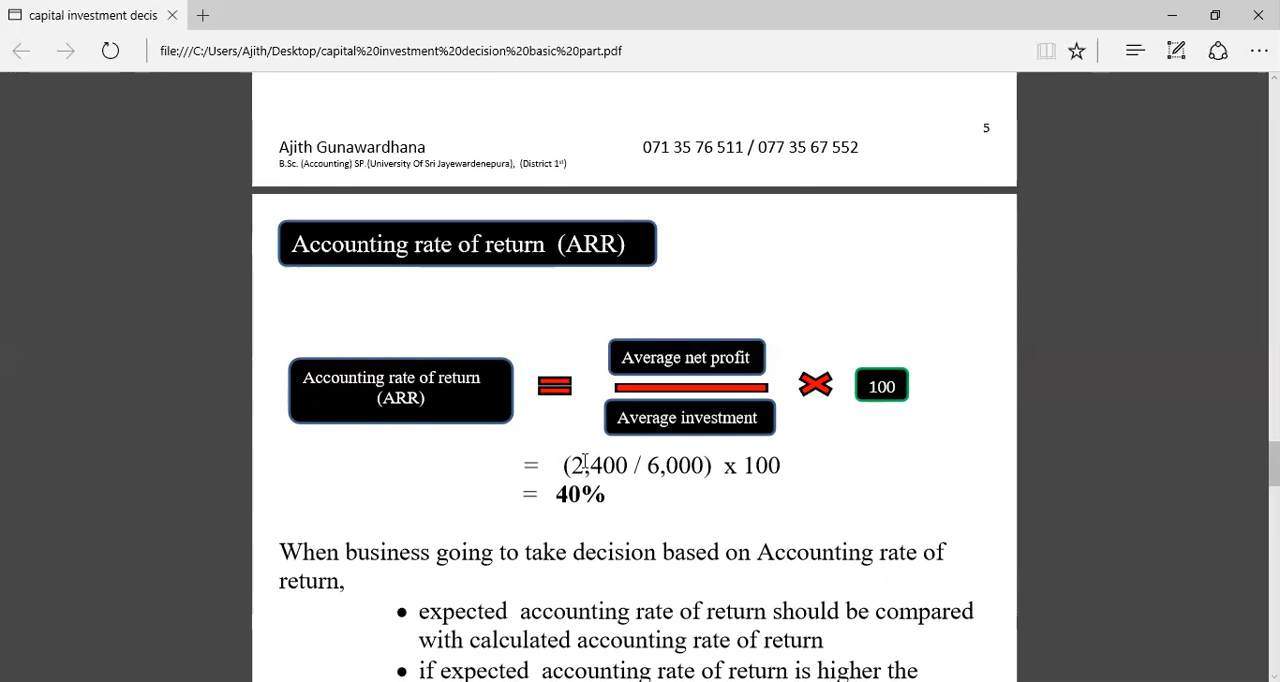 capital investment decis
file:///C:/Users/Ajith/Desktop/capital%20investment%20decision%20basic%20part.pdf
5
Ajith Gunawardhana 071 35 76 511 / 077 35 67 552
B.Sc. (Accounting) SP.(University Of Sri Jayewardenepura), (District 1st)
Accounting rate of return (ARR)
Average net profit
Accounting rate of return
(ARR)
= × 100
Average investment
= (2,400 / 6,000) x 100
= 40%
When business going to take decision based on Accounting rate of
return,
• expected accounting rate of return should be compared
with calculated accounting rate of return
• if expected accounting rate of return is higher the